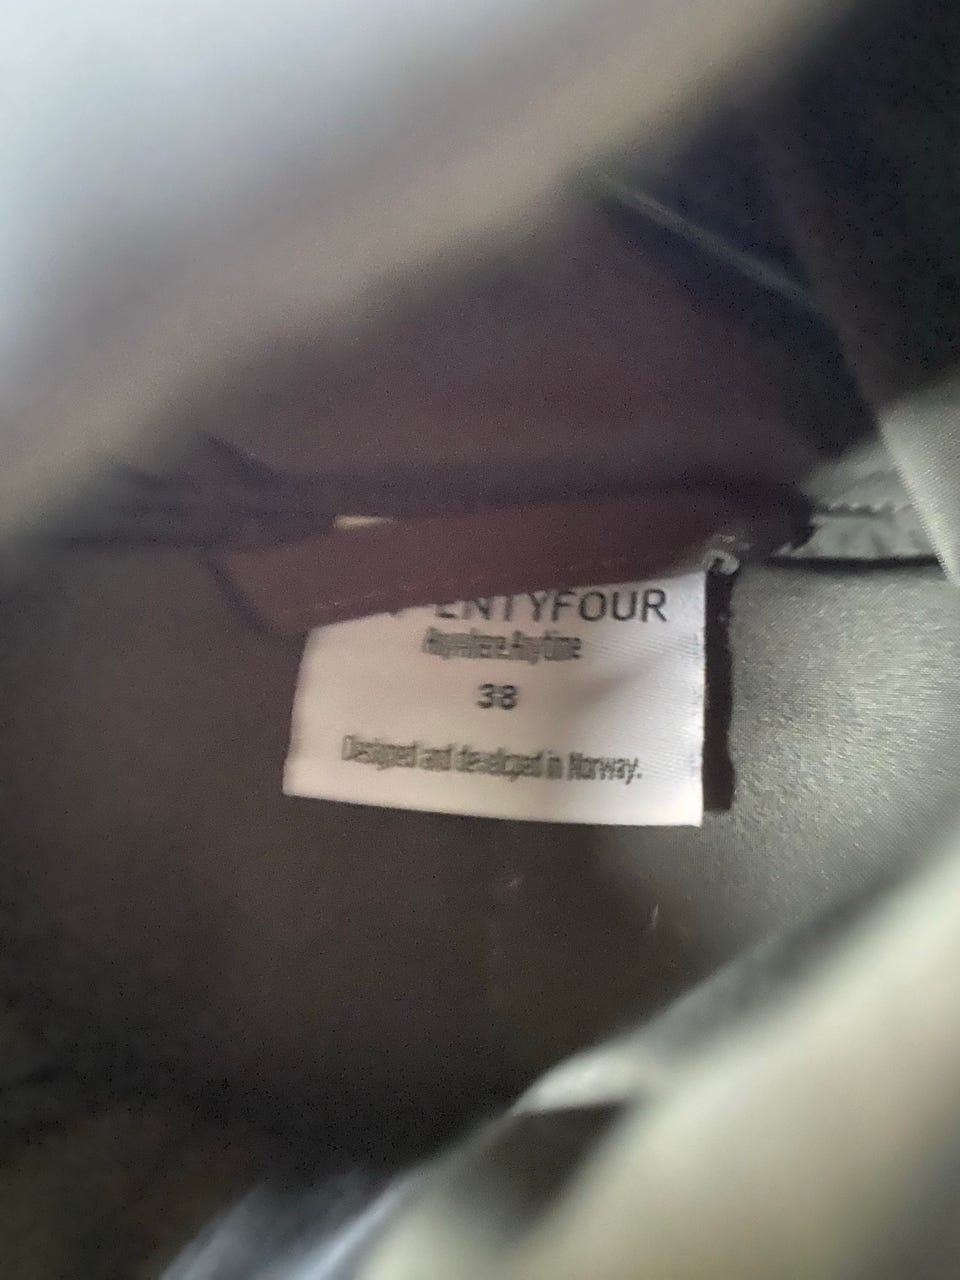 ENTYFOUR
Anywhere. Anytime
38
Designed and developed in Norway.